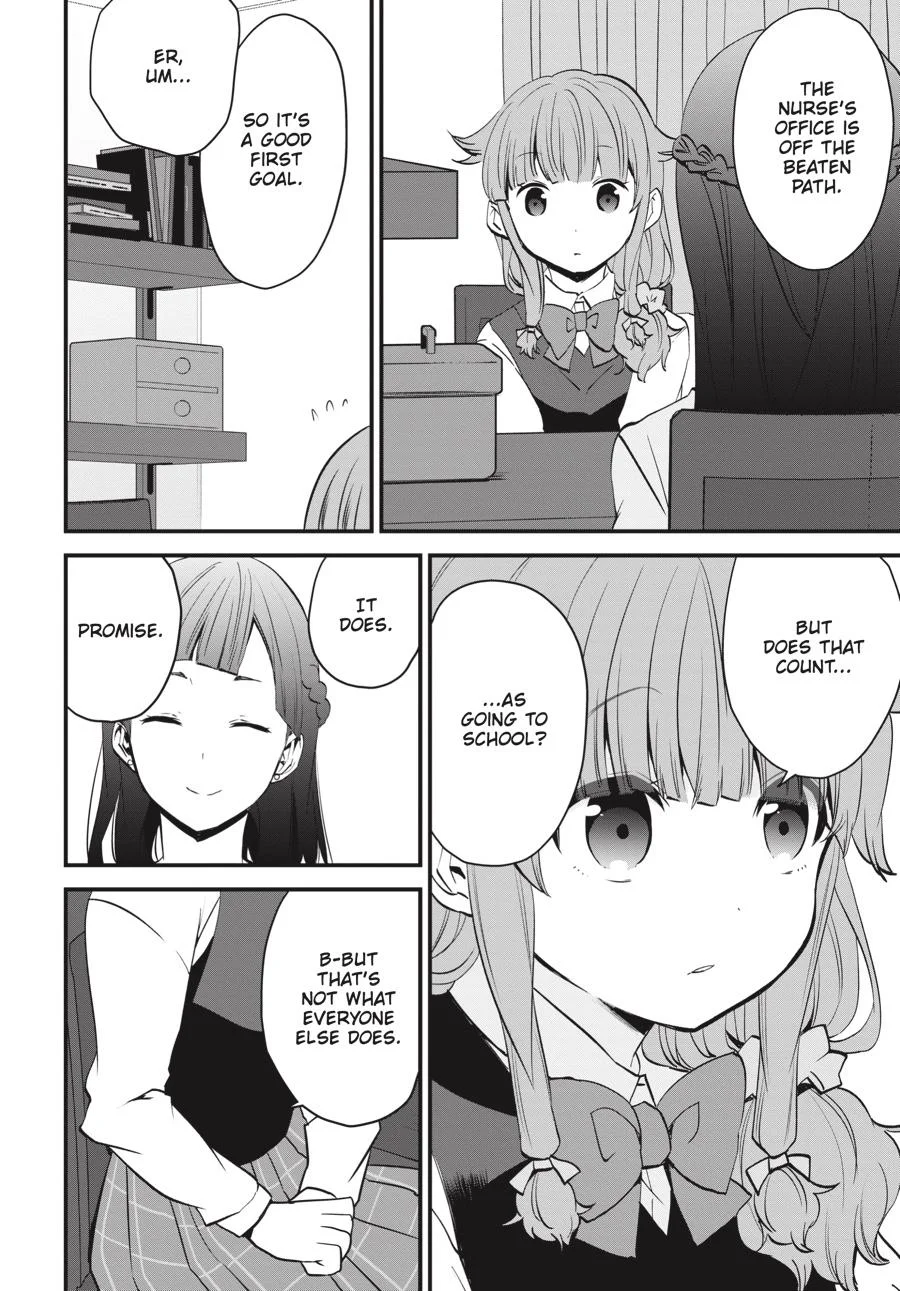 THE
NURSE'S
OFFICE IS
OFF THE
BEATEN
PATH.
SO IT'S
A GOOD
FIRST
GOAL.
ER,
UM...
BUT
DOES THAT
COUNT...
...AS
GOING TO
SCHOOL?
IT
DOES.
PROMISE.
B-BUT
THAT'S
NOT WHAT
EVERYONE
ELSE DOES.